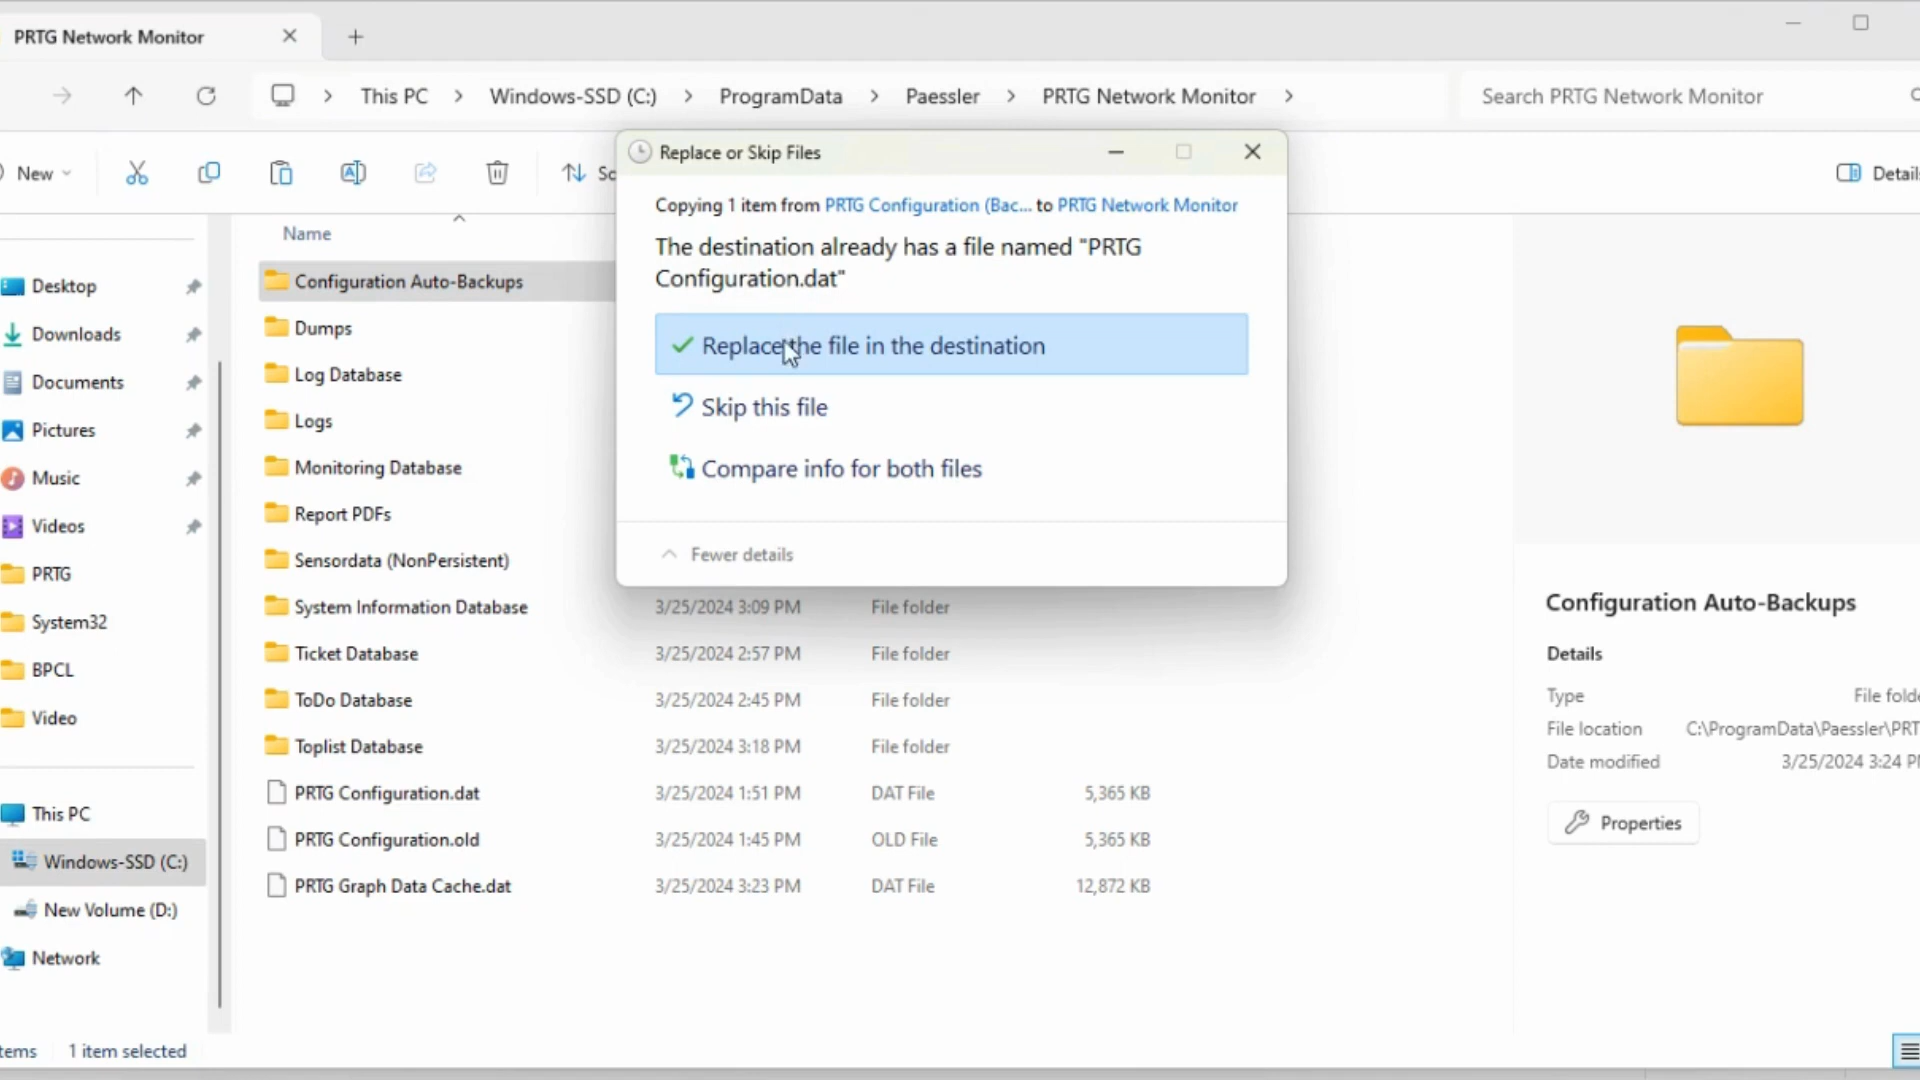 PRTG Network Monitor
This PC > Windows-SSD (C:) > ProgramData > Paessler > PRTG Network Monitor >
Search PRTG Network Monitor
New
Replace or Skip Files
Copying 1 item from PRTG Configuration (Bac... to PRTG Network Monitor
The destination already has a file named "PRTG
Configuration.dat"
Replace the file in the destination
Skip this file
Compare info for both files
Fewer details
Desktop
Downloads
Documents
Pictures
Music
Videos
PRTG
System32
BPCL
Video
This PC
Windows-SSD (C:)
New Volume (D:)
Network
Name
Configuration Auto-Backups
Dumps
Log Database
Logs
Monitoring Database
Report PDFs
Sensordata (NonPersistent)
System Information Database 3/25/2024 3:09 PM File folder
Ticket Database 3/25/2024 2:57 PM File folder
ToDo Database 3/25/2024 2:45 PM File folder
Toplist Database 3/25/2024 3:18 PM File folder
PRTG Configuration.dat 3/25/2024 1:51 PM DAT File 5,365 KB
PRTG Configuration.old 3/25/2024 1:45 PM OLD File 5,365 KB
PRTG Graph Data Cache.dat 3/25/2024 3:23 PM DAT File 12,872 KB
Configuration Auto-Backups
Details
Type File folde
File location C:\ProgramData\Paessler\PRT
Date modified 3/25/2024 3:24 P
Properties
1 item selected